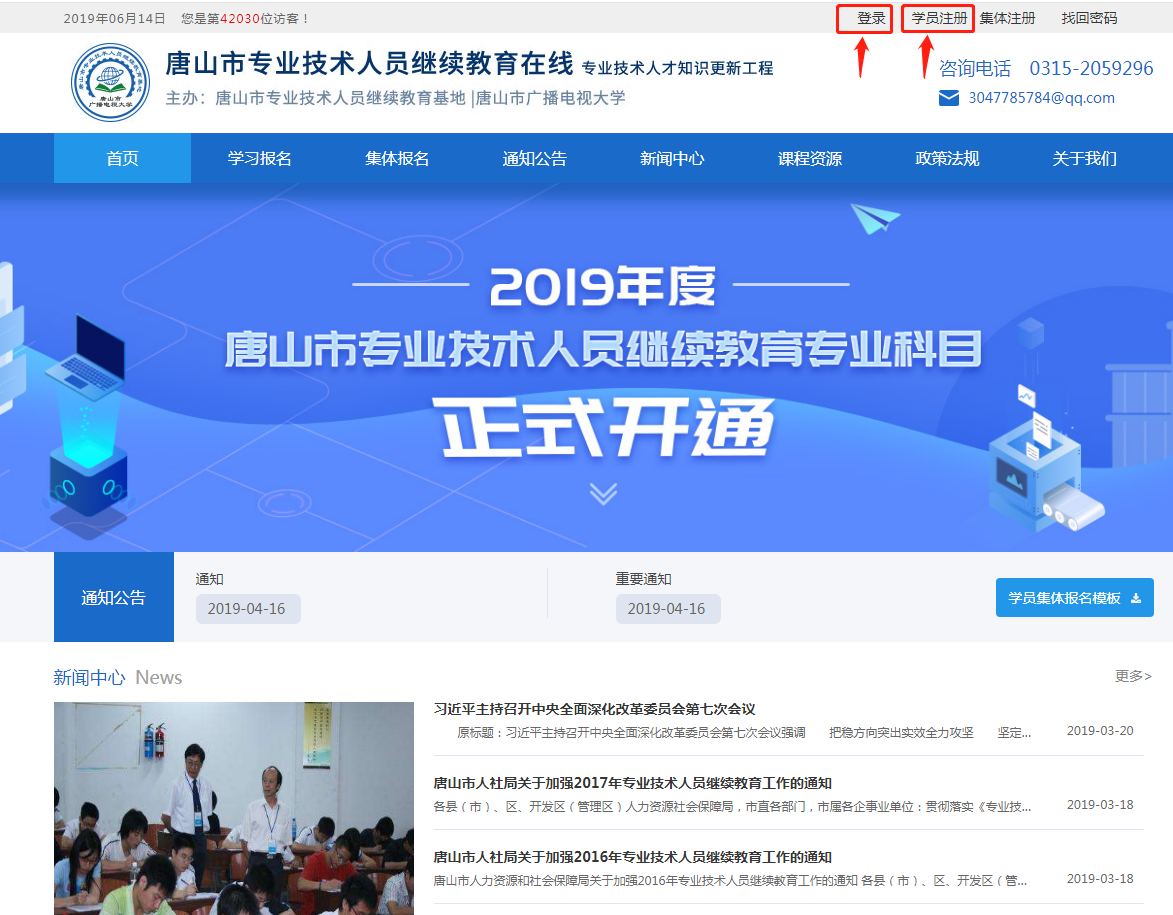 2019年06月14日 您是第42030位访客！ 登录 学员注册 集体注册 找回密码
唐山市专业技术人员继续教育在线 专业技术人才知识更新工程
主办：唐山市专业技术人员继续教育基地 |唐山市广播电视大学
唐山市
广播电视大学
咨询电话 0315-2059296
3047785784@qq.com
首页 学习报名 集体报名 通知公告 新闻中心 课程资源 政策法规 关于我们
2019年度
唐山市专业技术人员继续教育专业科目
正式开通
通知公告
通知
2019-04-16
重要通知
2019-04-16
学员集体报名模板
新闻中心 News 更多>
习近平主持召开中央全面深化改革委员会第七次会议
原标题：习近平主持召开中央全面深化改革委员会第七次会议强调 把稳方向突出实效全力攻坚 坚定... 2019-03-20
唐山市人社局关于加强2017年专业技术人员继续教育工作的通知
各县（市）、区、开发区（管理区）人力资源社会保障局，市直各部门，市属各企事业单位：贯彻落实《专业技... 2019-03-18
唐山市人社局关于加强2016年专业技术人员继续教育工作的通知
唐山市人力资源和社会保障局关于加强2016年专业技术人员继续教育工作的通知 各县（市）、区、开发区（管... 2019-03-18